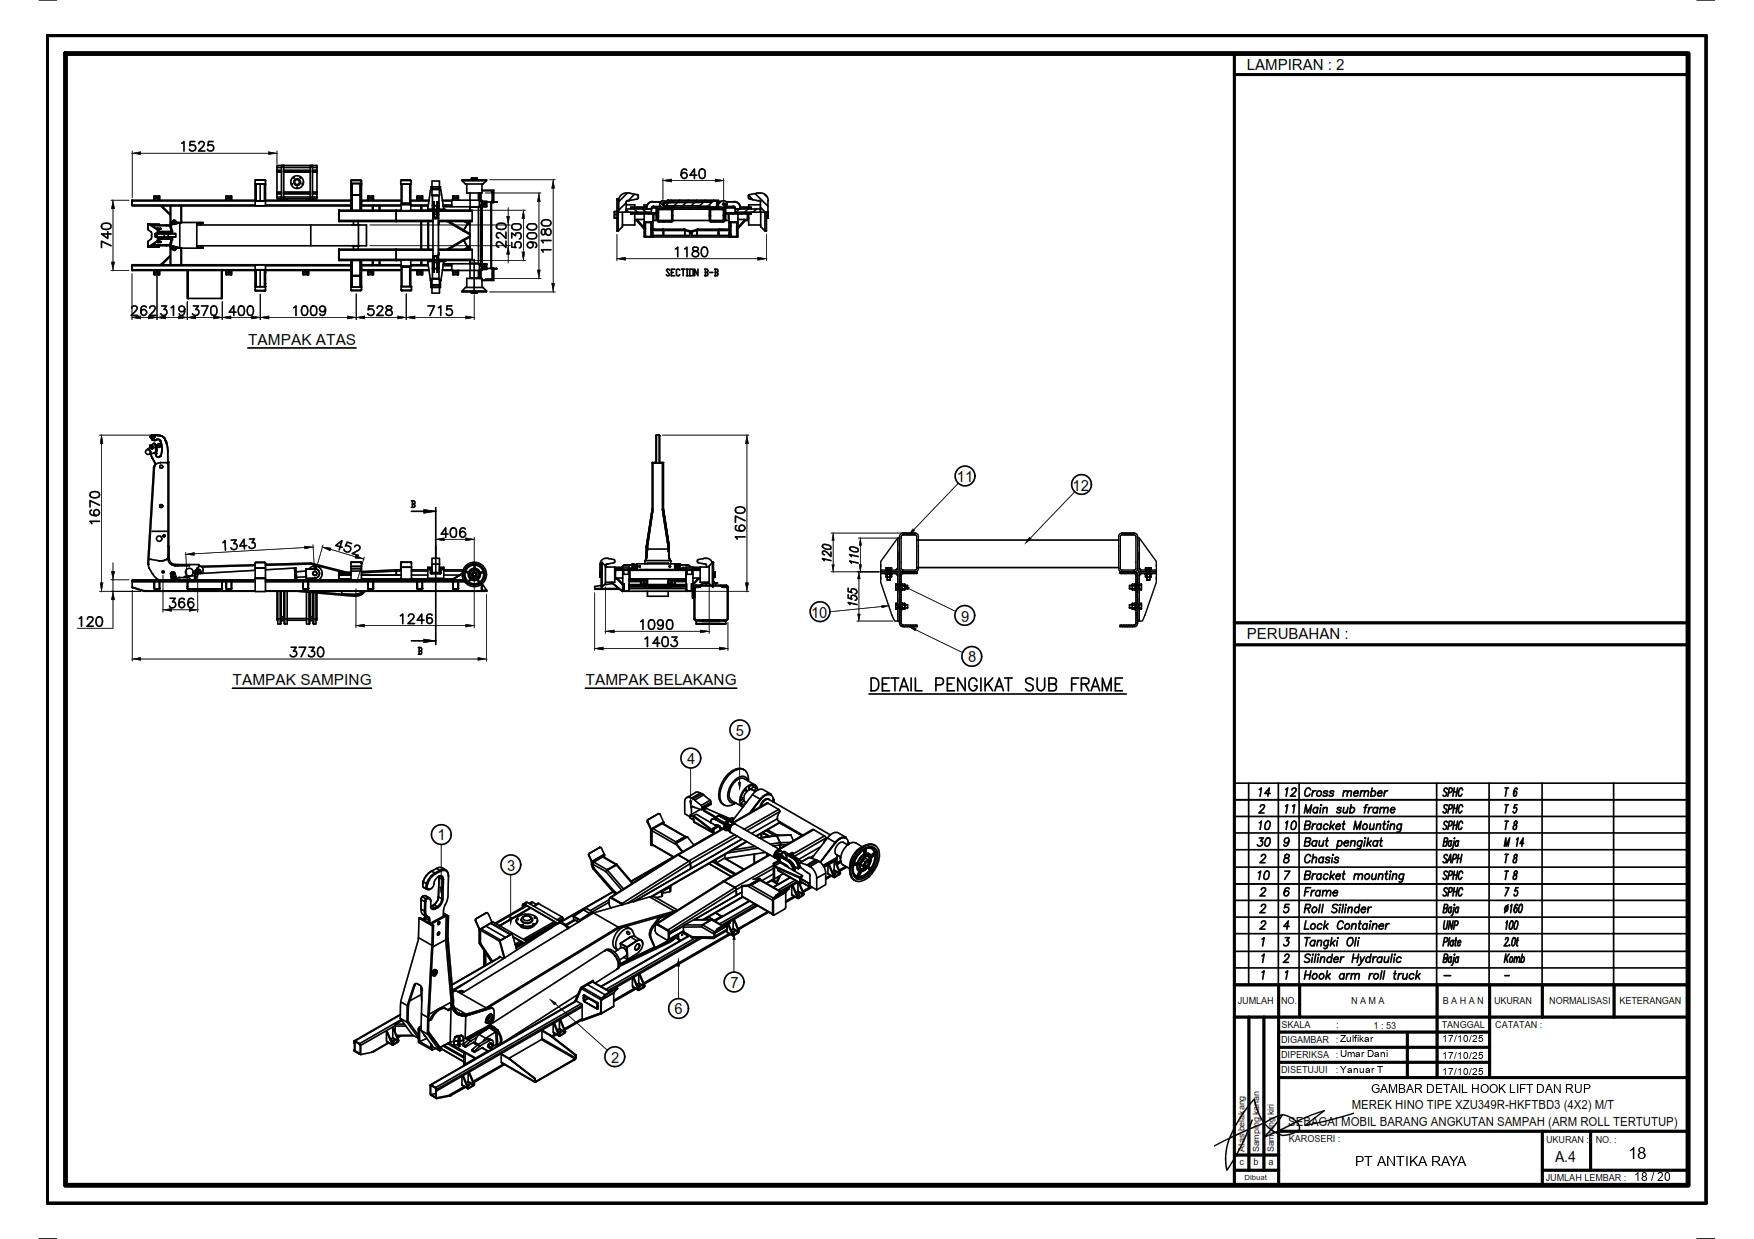 LAMPIRAN : 2
1525
740
220
530
900
1180
262 319 370 400 1009 528 715
TAMPAK ATAS
640
1180
SECTION B-B
1670
1343
452
B
406
366
120
1246
B
3730
TAMPAK SAMPING
1670
1090
1403
TAMPAK BELAKANG
11
12
120
110
155
10
9
8
DETAIL PENGIKAT SUB FRAME
5
4
1
3
7
6
2
PERUBAHAN :
14 12 Cross member SPHC T 6
2 11 Main sub frame SPHC T 5
10 10 Bracket Mounting SPHC T 8
30 9 Baut pengikat Baja M 14
2 8 Chasis SAPH T 8
10 7 Bracket mounting SPHC T 8
2 6 Frame SPHC 7 5
2 5 Roll Silinder Baja ø160
2 4 Lock Container UNP 100
1 3 Tangki Oli Plate 2.0t
1 2 Silinder Hydraulic Baja Komb
1 1 Hook arm roll truck - -
JUMLAH NO. N A M A B A H A N UKURAN NORMALISASI KETERANGAN
SKALA : 1 : 53 TANGGAL CATATAN :
DIGAMBAR : Zulfikar 17/10/25
DIPERIKSA : Umar Dani 17/10/25
DISETUJUI : Yanuar T 17/10/25
GAMBAR DETAIL HOOK LIFT DAN RUP
MEREK HINO TIPE XZU349R-HKFTBD3 (4X2) M/T
SEBAGAI MOBIL BARANG ANGKUTAN SAMPAH (ARM ROLL TERTUTUP)
KAROSERI :
PT ANTIKA RAYA
UKURAN : NO. :
A.4 18
JUMLAH LEMBAR : 18 / 20
Samping kanan
Samping kiri
c b a
Dibuat